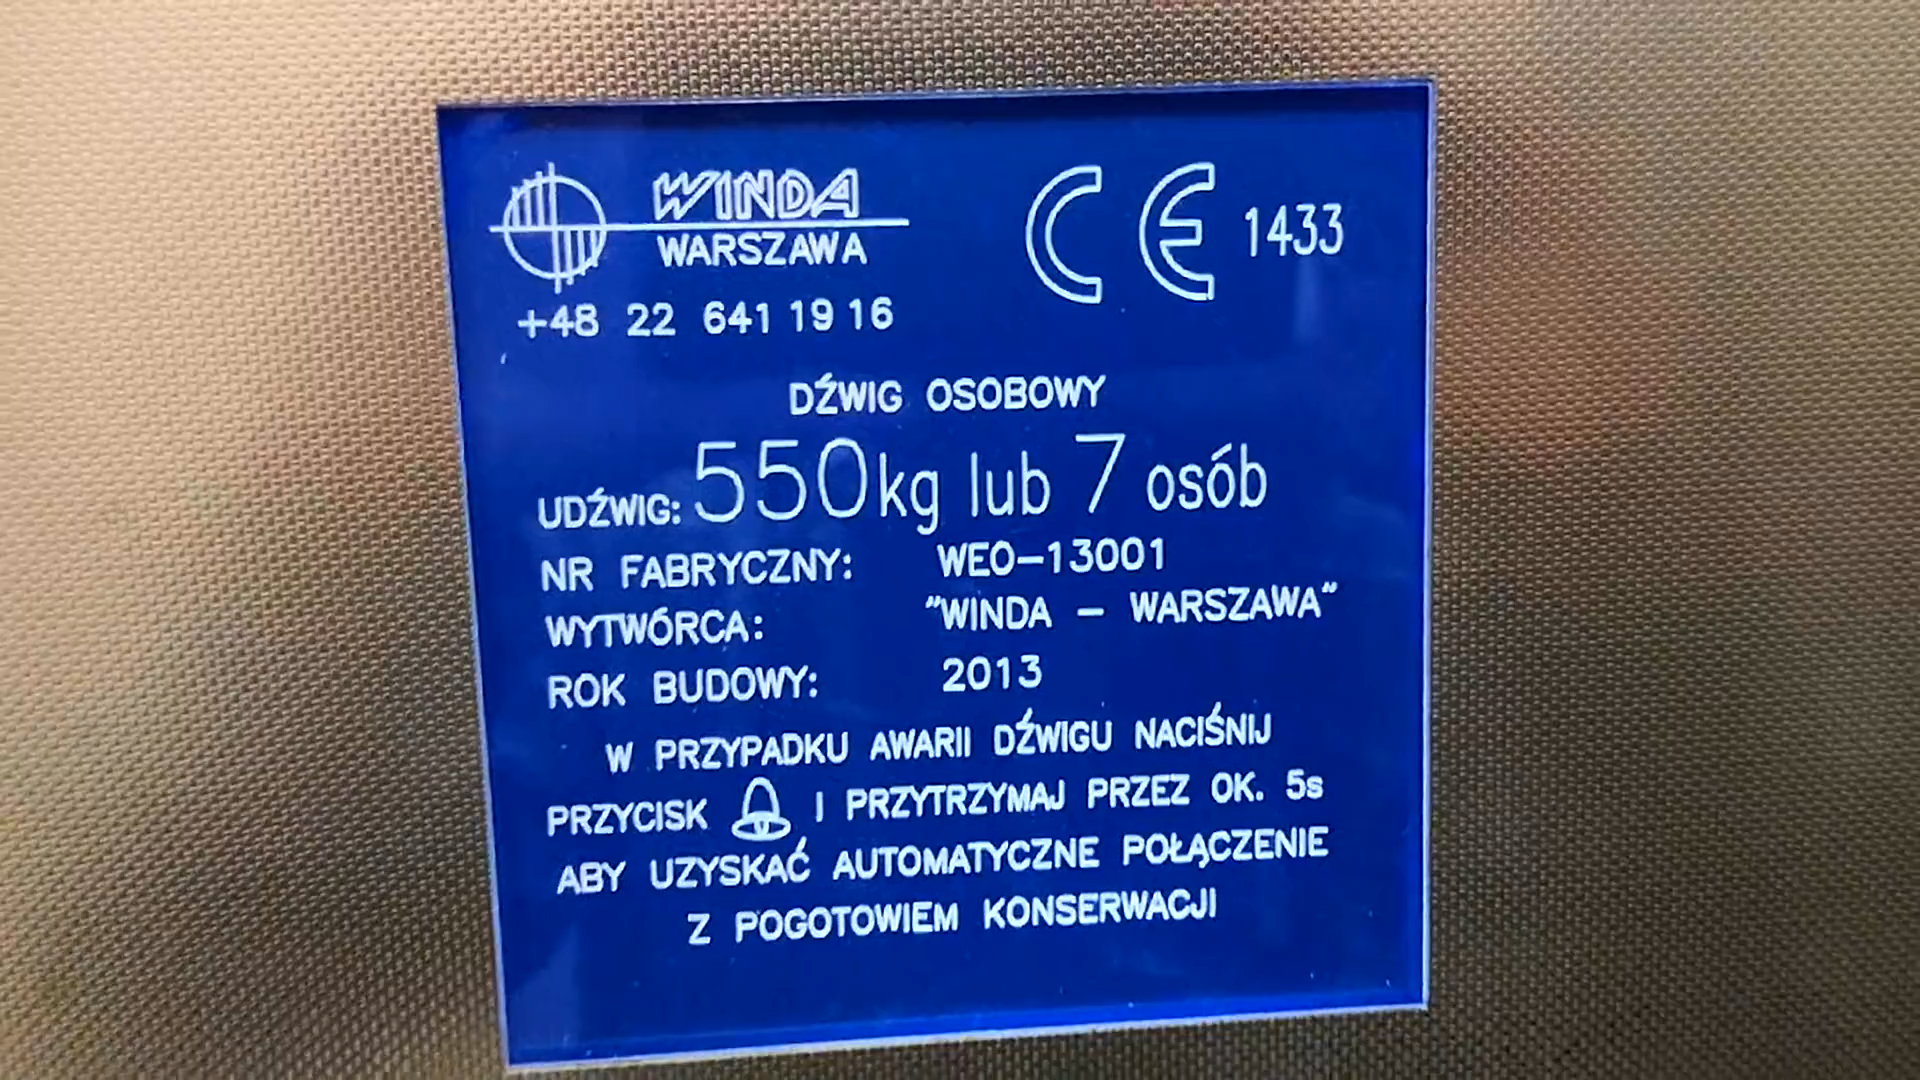 WINDA
WARSZAWA
CE 1433
+48 22 641 19 16
DŹWIG OSOBOWY
UDŹWIG: 550kg lub 7 osób
NR FABRYCZNY: WEO-13001
WYTWÓRCA: "WINDA - WARSZAWA"
ROK BUDOWY: 2013
W PRZYPADKU AWARII DŹWIGU NACIŚNIJ
PRZYCISK I PRZYTRZYMAJ PRZEZ OK. 5s
ABY UZYSKAĆ AUTOMATYCZNE POŁĄCZENIE
Z POGOTOWIEM KONSERWACJI